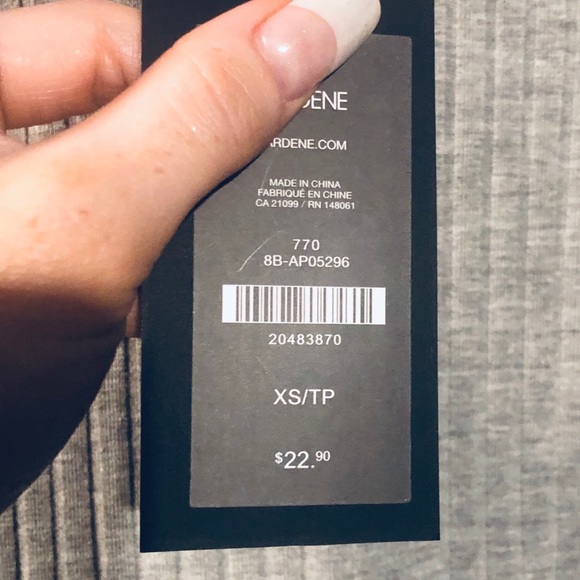 DENE
ARDENE.COM
MADE IN CHINA
FABRIQUÉ EN CHINE
CA 21099 / RN 148061
770
8B-AP05296
20483870
XS/TP
$22.90